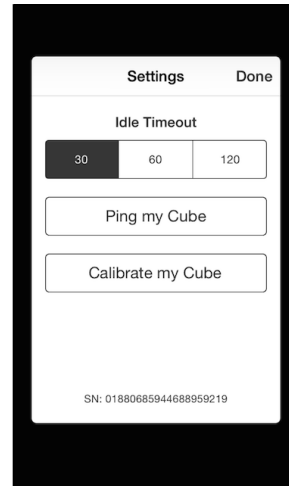 Settings Done
Idle Timeout
30 60 120
Ping my Cube
Calibrate my Cube
SN: 01880685944688959219